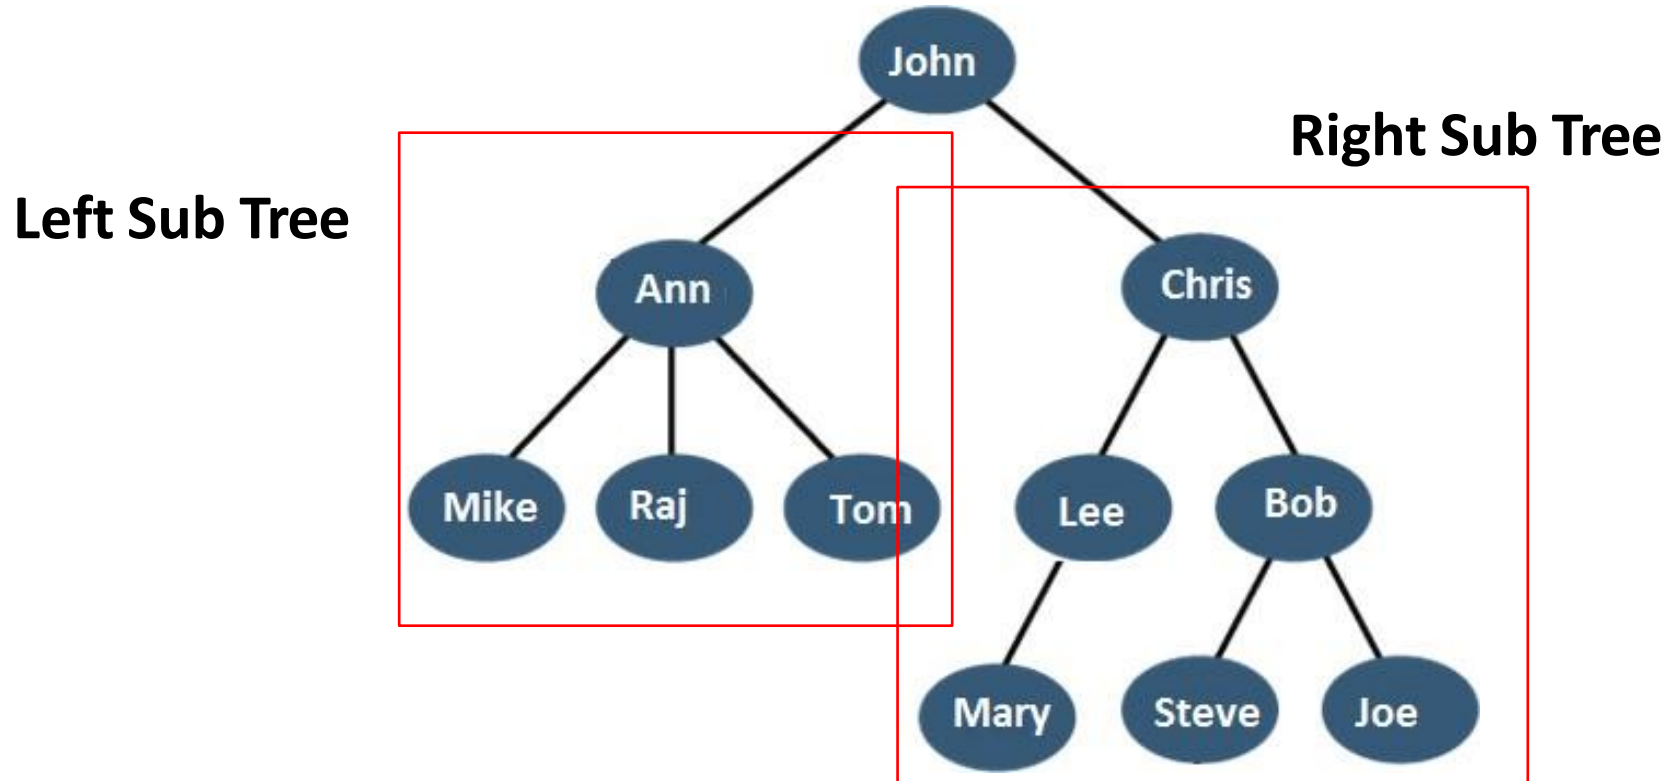 John
Right Sub Tree
Left Sub Tree
Ann
Chris
Mike
Raj
Tom
Lee
Bob
Mary
Steve
Joe